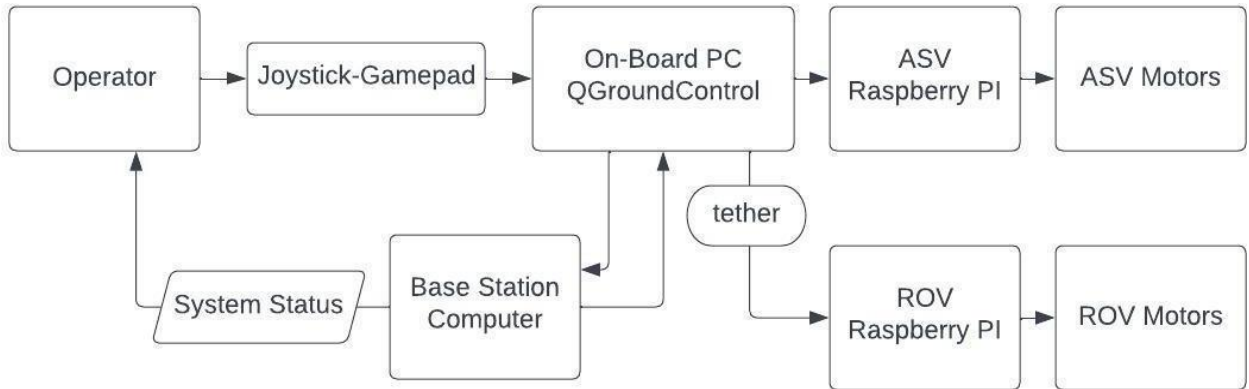 Operator
Joystick-Gamepad
On-Board PC
QGroundControl
ASV
Raspberry PI
ASV Motors
tether
System Status
Base Station
Computer
ROV
Raspberry PI
ROV Motors